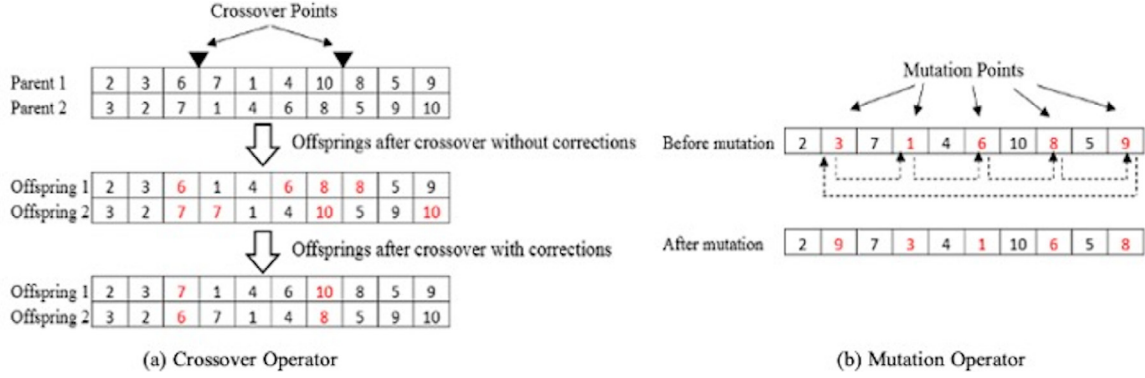 Crossover Points
Parent 1 2 3 6 7 1 4 10 8 5 9
Parent 2 3 2 7 1 4 6 8 5 9 10
Offsprings after crossover without corrections
Offspring 1 2 3 6 1 4 6 8 8 5 9
Offspring 2 3 2 7 7 1 4 10 5 9 10
Offsprings after crossover with corrections
Offspring 1 2 3 7 1 4 6 10 8 5 9
Offspring 2 3 2 6 7 1 4 8 5 9 10
(a) Crossover Operator
Mutation Points
Before mutation 2 3 7 1 4 6 10 8 5 9
After mutation 2 9 7 3 4 1 10 6 5 8
(b) Mutation Operator